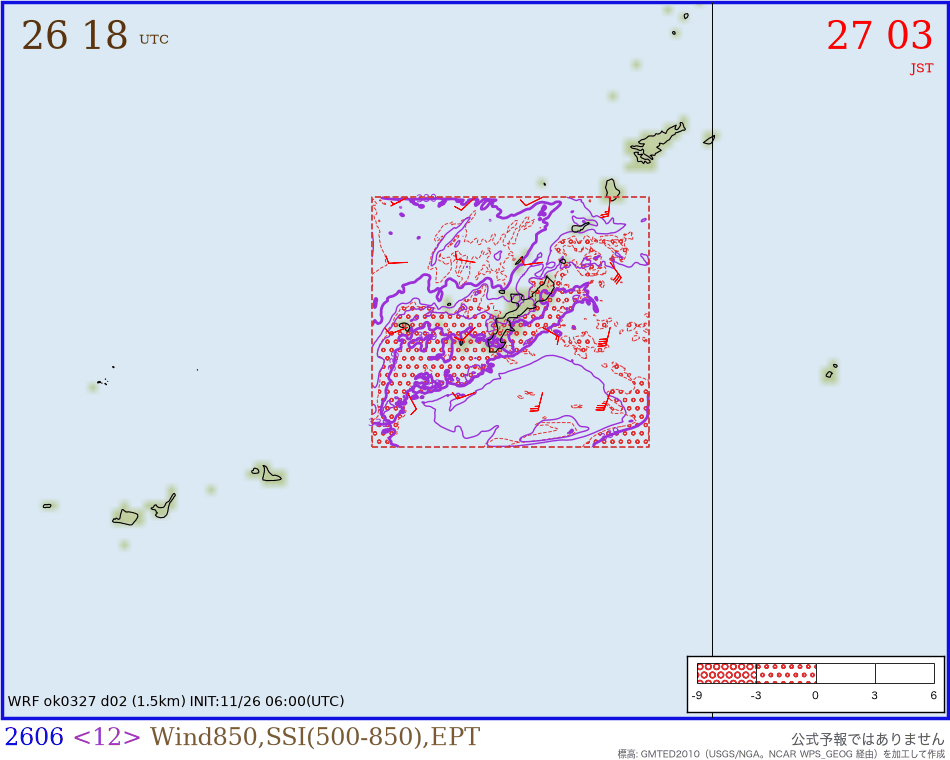 26 18 UTC
27 03
JST
-9 -3 0 3 6
WRF ok0327 d02 (1.5km) INIT:11/26 06:00(UTC)
2606 <12> Wind850,SSI(500-850),EPT
公式予報ではありません
標高: GMTED2010（USGS/NGA。NCAR WPS_GEOG 経由）を加工して作成